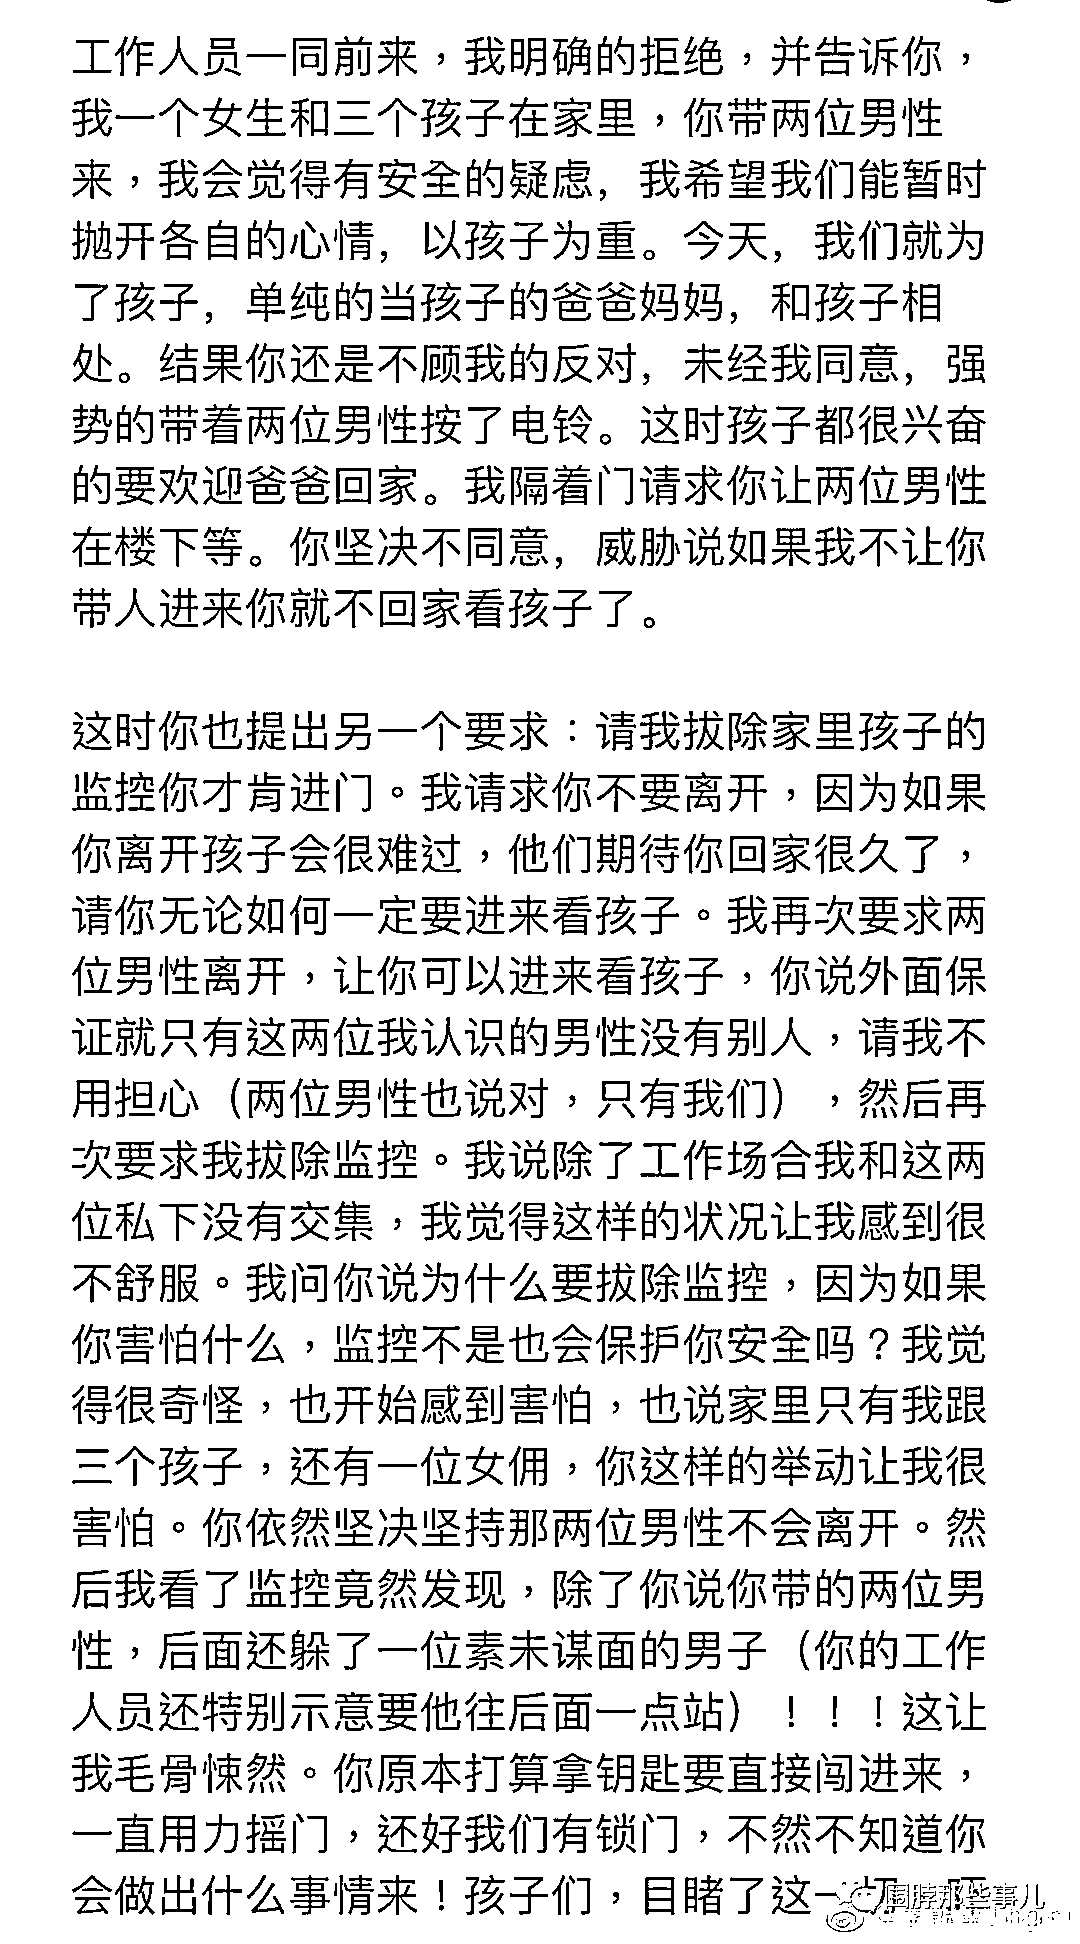 工作人员一同前来，我明确的拒绝，并告诉你，
我一个女生和三个孩子在家里，你带两位男性
来，我会觉得有安全的疑虑，我希望我们能暂时
抛开各自的心情，以孩子为重。今天，我们就为
了孩子，单纯的当孩子的爸爸妈妈，和孩子相
处。结果你还是不顾我的反对，未经我同意，强
势的带着两位男性按了电铃。这时孩子都很兴奋
的要欢迎爸爸回家。我隔着门请求你让两位男性
在楼下等。你坚决不同意，威胁说如果我不让你
带人进来你就不回家看孩子了。
这时你也提出另一个要求：请我拔除家里孩子的
监控你才肯进门。我请求你不要离开，因为如果
你离开孩子会很难过，他们期待你回家很久了，
请你无论如何一定要进来看孩子。我再次要求两
位男性离开，让你可以进来看孩子，你说外面保
证就只有这两位我认识的男性没有别人，请我不
用担心（两位男性也说对，只有我们），然后再
次要求我拔除监控。我说除了工作场合我和这两
位私下没有交集，我觉得这样的状况让我感到很
不舒服。我问你说为什么要拔除监控，因为如果
你害怕什么，监控不是也会保护你安全吗？我觉
得很奇怪，也开始感到害怕，也说家里只有我跟
三个孩子，还有一位女佣，你这样的举动让我很
害怕。你依然坚决坚持那两位男性不会离开。然
后我看了监控竟然发现，除了你说你带的两位男
性，后面还躲了一位素未谋面的男子（你的工作
人员还特别示意要他往后面一点站）！！！这让
我毛骨悚然。你原本打算拿钥匙要直接闯进来，
一直用力摇门，还好我们有锁门，不然不知道你
会做出什么事情来！孩子们，目睹了这一切
围脖那些事儿